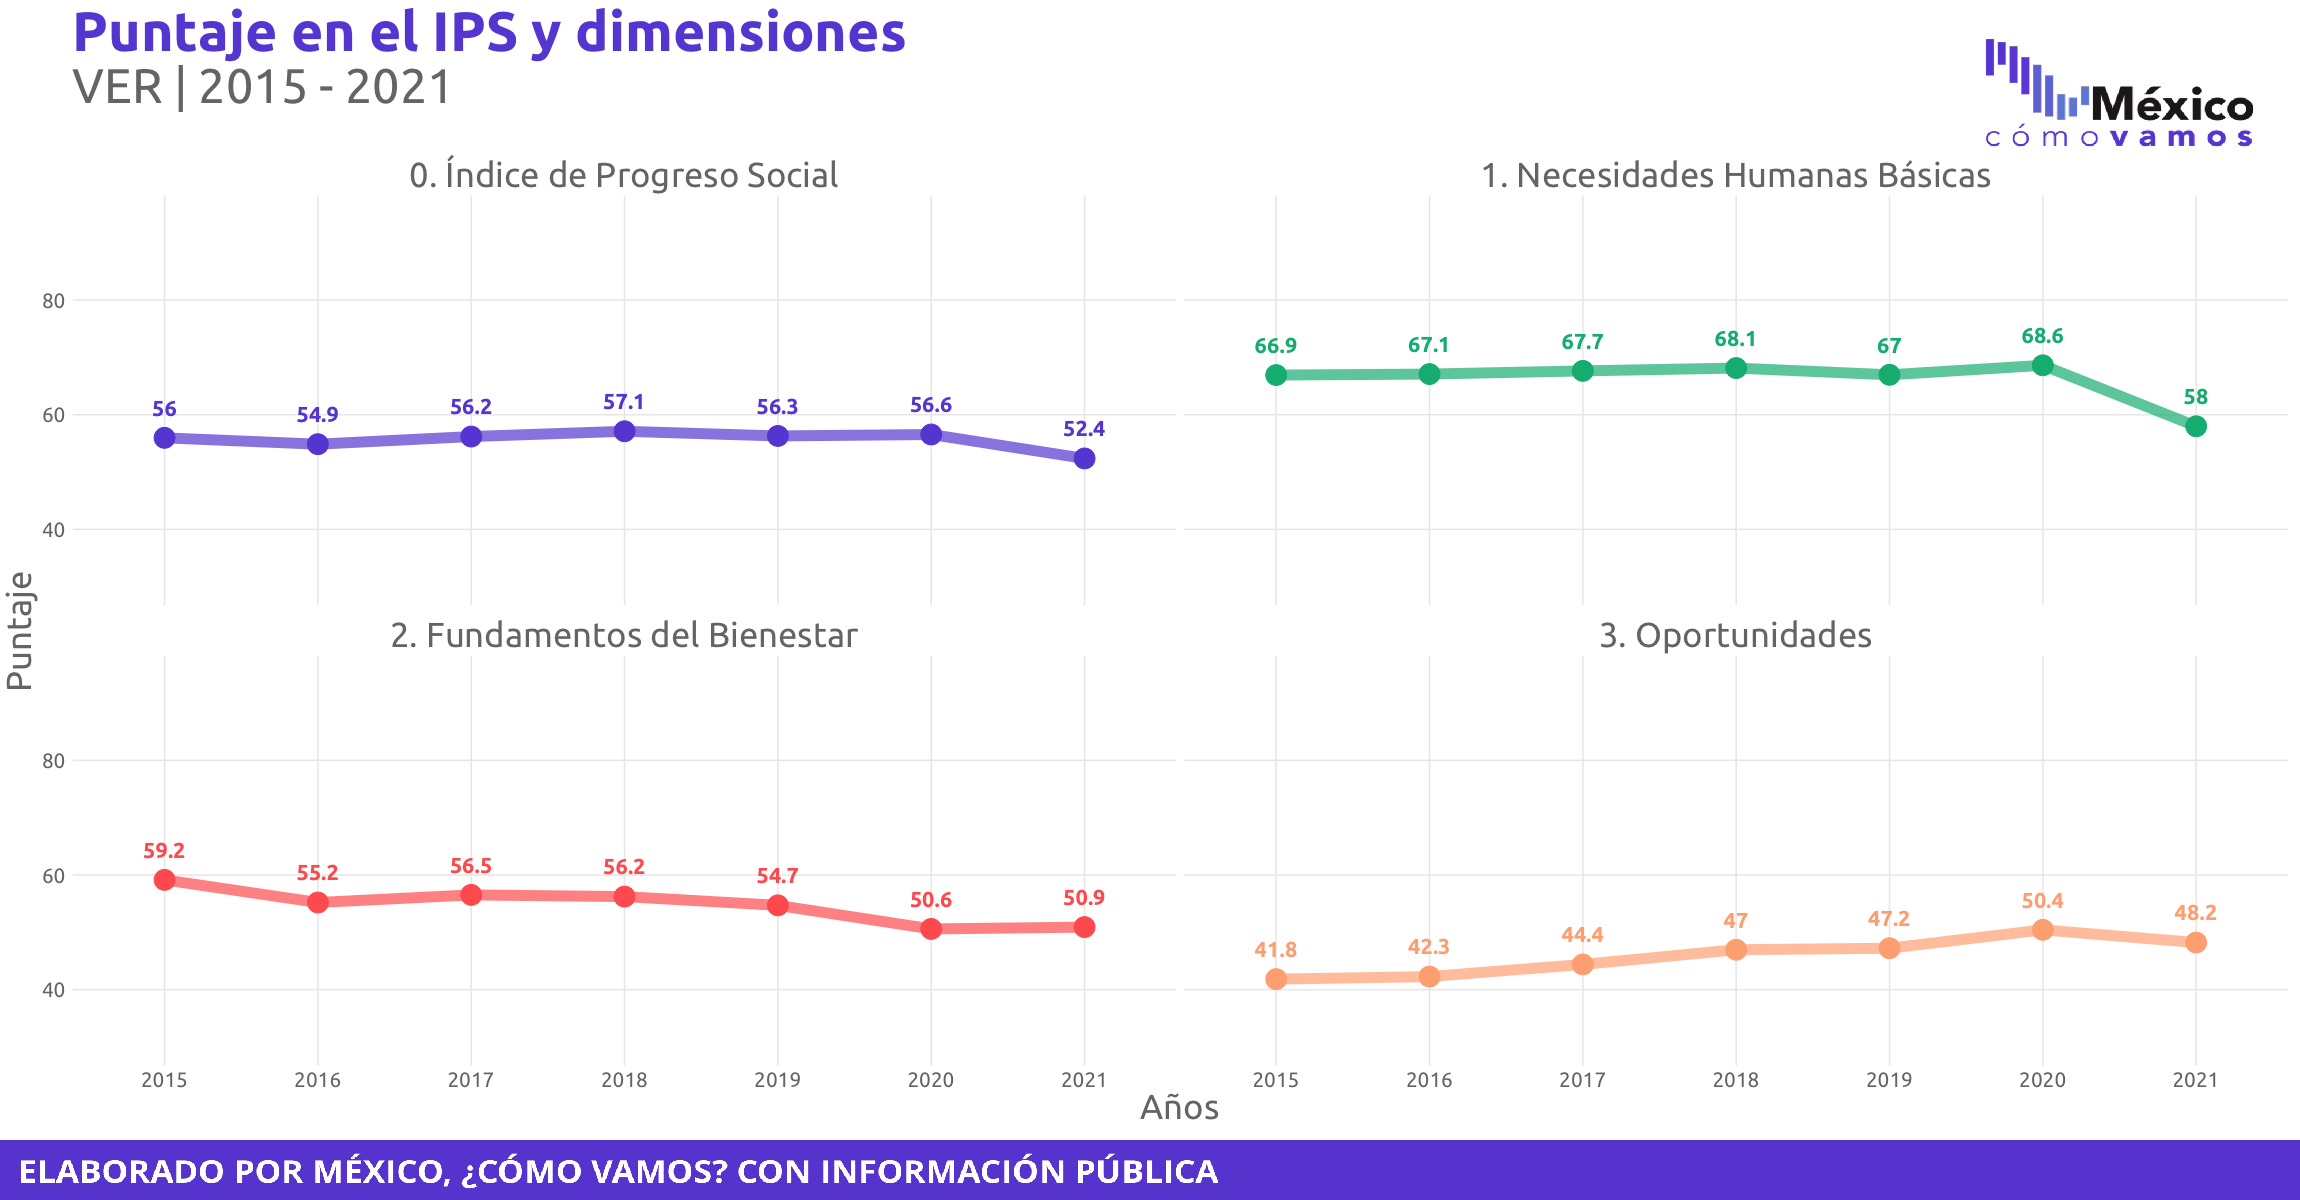 Puntaje en el IPS y dimensiones
VER | 2015 - 2021
México
cómovamos
0. Índice de Progreso Social
1. Necesidades Humanas Básicas
80
60
40
56 54.9 56.2 57.1 56.3 56.6 52.4
66.9 67.1 67.7 68.1 67 68.6 58
Puntaje
2. Fundamentos del Bienestar
3. Oportunidades
80
60
40
59.2 55.2 56.5 56.2 54.7 50.6 50.9
41.8 42.3 44.4 47 47.2 50.4 48.2
2015 2016 2017 2018 2019 2020 2021
2015 2016 2017 2018 2019 2020 2021
Años
ELABORADO POR MÉXICO, ¿CÓMO VAMOS? CON INFORMACIÓN PÚBLICA